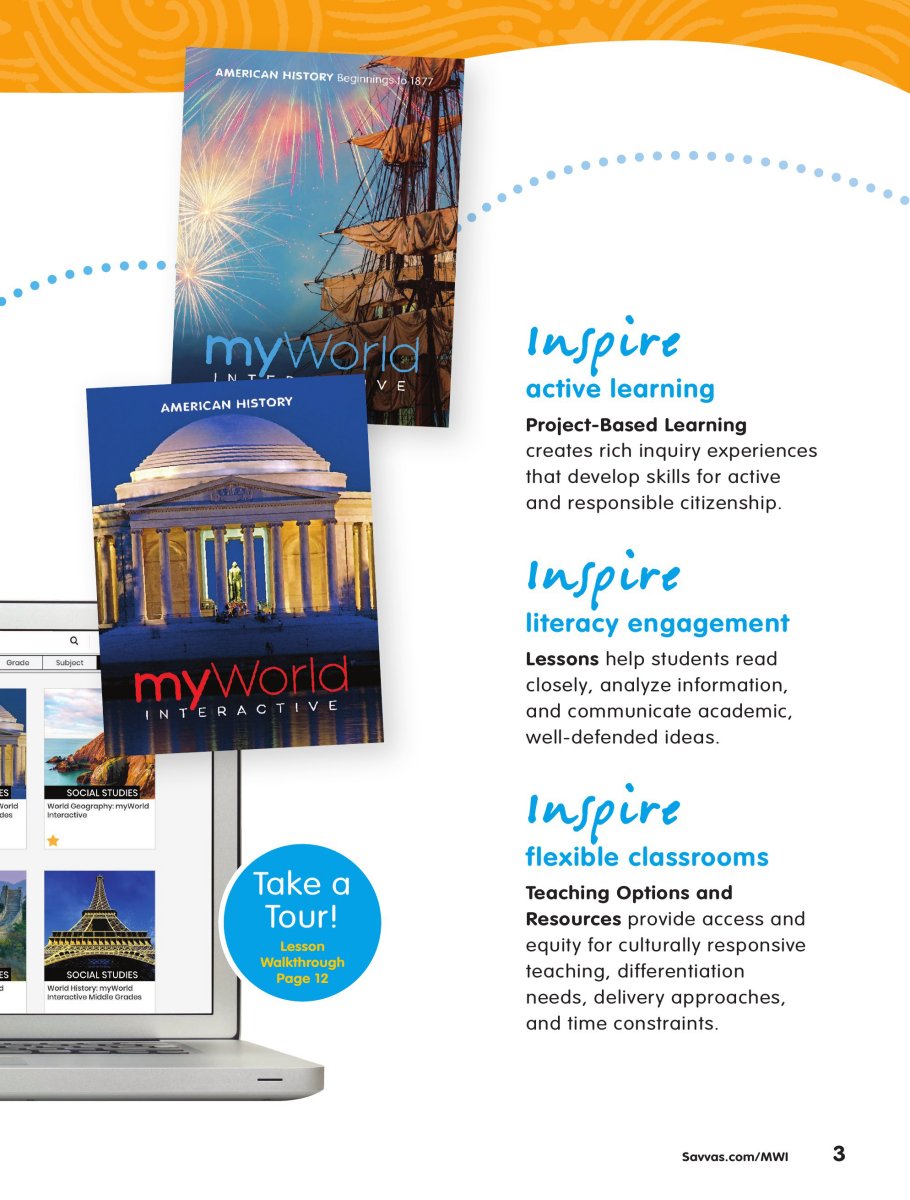 AMERICAN HISTORY Beginnings to 1877
myWorld
AMERICAN HISTORY
myWorld
INTERACTIVE
Grade
Subject
SOCIAL STUDIES
World Geography: myWorld
Interactive
SOCIAL STUDIES
World History: myWorld
Interactive Middle Grades
Take a
Tour!
Lesson
Walkthrough
Page 12
Inspire
active learning
Project-Based Learning
creates rich inquiry experiences
that develop skills for active
and responsible citizenship.
Inspire
literacy engagement
Lessons help students read
closely, analyze information,
and communicate academic,
well-defended ideas.
Inspire
flexible classrooms
Teaching Options and
Resources provide access and
equity for culturally responsive
teaching, differentiation
needs, delivery approaches,
and time constraints.
Savvas.com/MWI
3